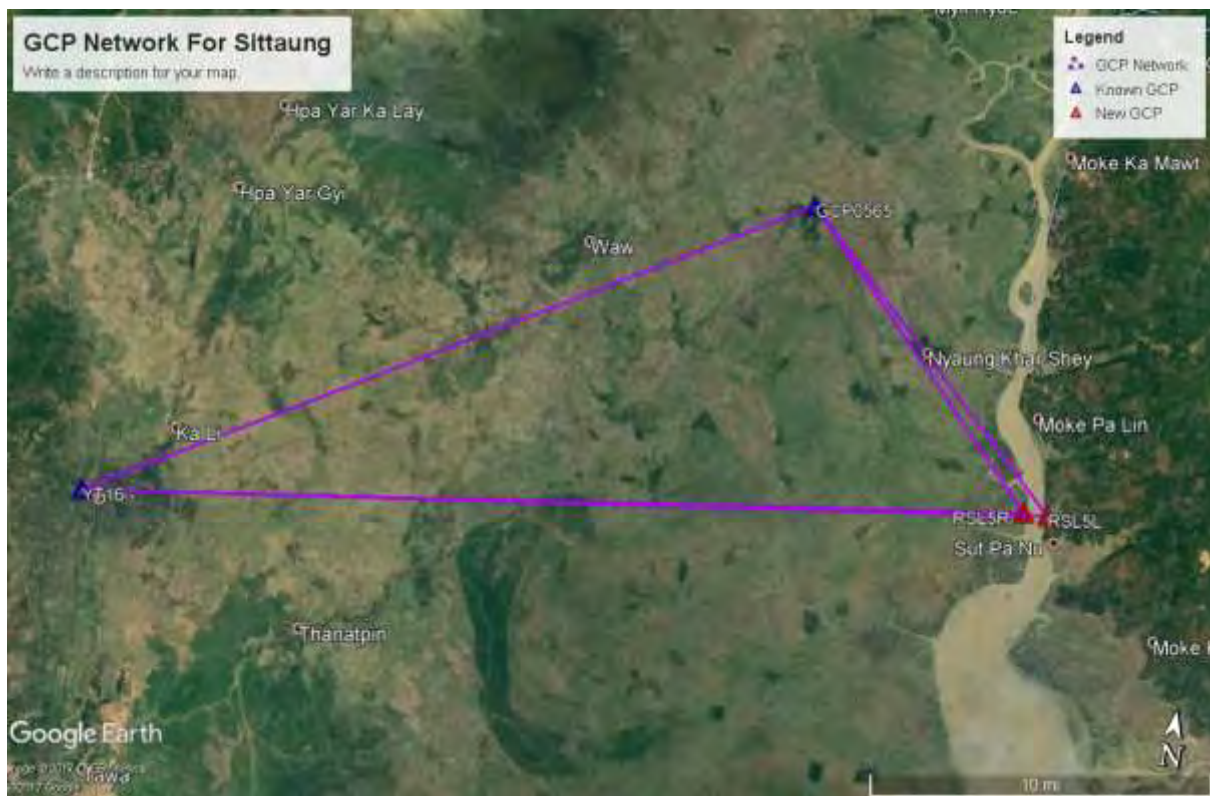 GCP Network For Sittaung
Write a description for your map.
Legend
GCP Network
Known GCP
New GCP
Hpa Yar Ka Lay
Moke Ka Mawt
Hpa Yar Gyi
GCP0565
Waw
Nyaung Khar Shey
Moke Pa Lin
Ka Li
RSL5R
RSL5L
Sut Pa Nu
Thanatpin
Moke
Google Earth
Tawa
10 mi
N